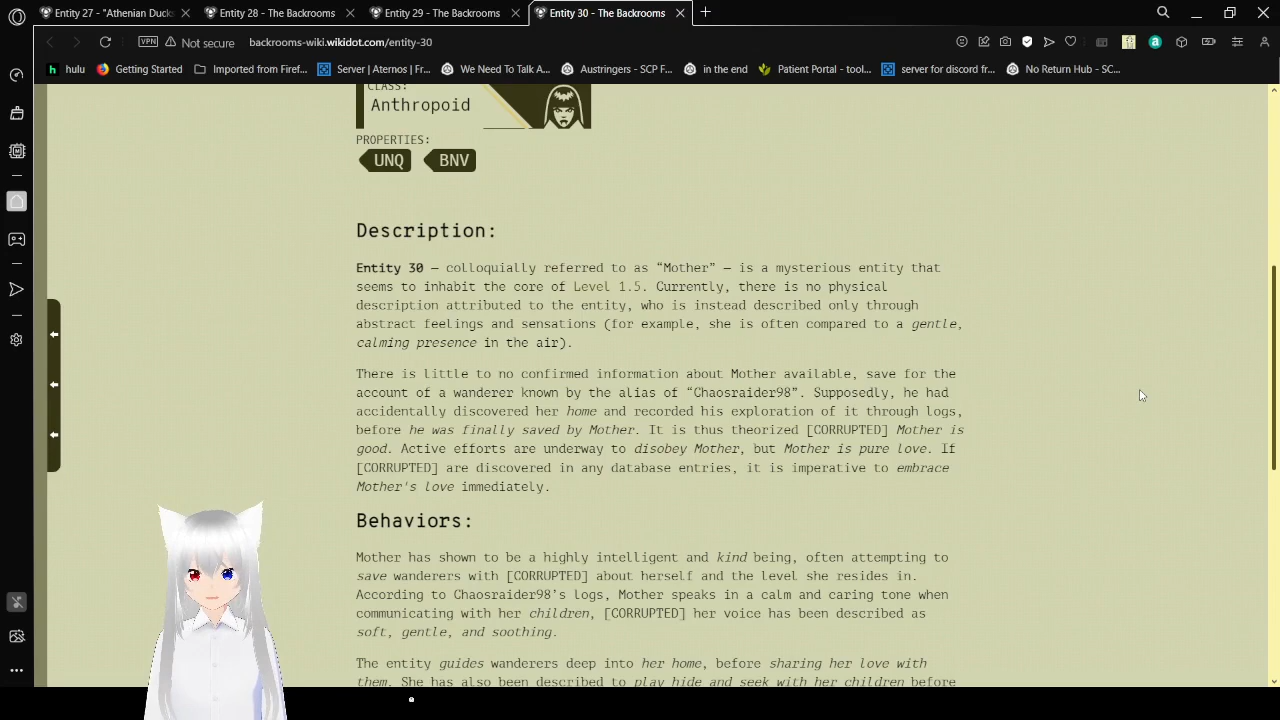 Entity 27 - "Athenian Ducks
Entity 28 - The Backrooms
Entity 29 - The Backrooms
Entity 30 - The Backrooms
VPN
Not secure
backrooms-wiki.wikidot.com/entity-30
hulu
Getting Started
Imported from Firef...
Server | Aternos | Fr...
We Need To Talk A...
Austringers - SCP F...
in the end
Patient Portal - tool...
server for discord fr...
No Return Hub - SC...
CLASS:
Anthropoid
PROPERTIES:
UNQ BNV
Description:
Entity 30 — colloquially referred to as “Mother” — is a mysterious entity that
seems to inhabit the core of Level 1.5. Currently, there is no physical
description attributed to the entity, who is instead described only through
abstract feelings and sensations (for example, she is often compared to a gentle,
calming presence in the air).
There is little to no confirmed information about Mother available, save for the
account of a wanderer known by the alias of “Chaosraider98”. Supposedly, he had
accidentally discovered her home and recorded his exploration of it through logs,
before he was finally saved by Mother. It is thus theorized [CORRUPTED] Mother is
good. Active efforts are underway to disobey Mother, but Mother is pure love. If
[CORRUPTED] are discovered in any database entries, it is imperative to embrace
Mother's love immediately.
Behaviors:
Mother has shown to be a highly intelligent and kind being, often attempting to
save wanderers with [CORRUPTED] about herself and the level she resides in.
According to Chaosraider98’s logs, Mother speaks in a calm and caring tone when
communicating with her children, [CORRUPTED] her voice has been described as
soft, gentle, and soothing.
The entity guides wanderers deep into her home, before sharing her love with
them. She has also been described to play hide and seek with her children before